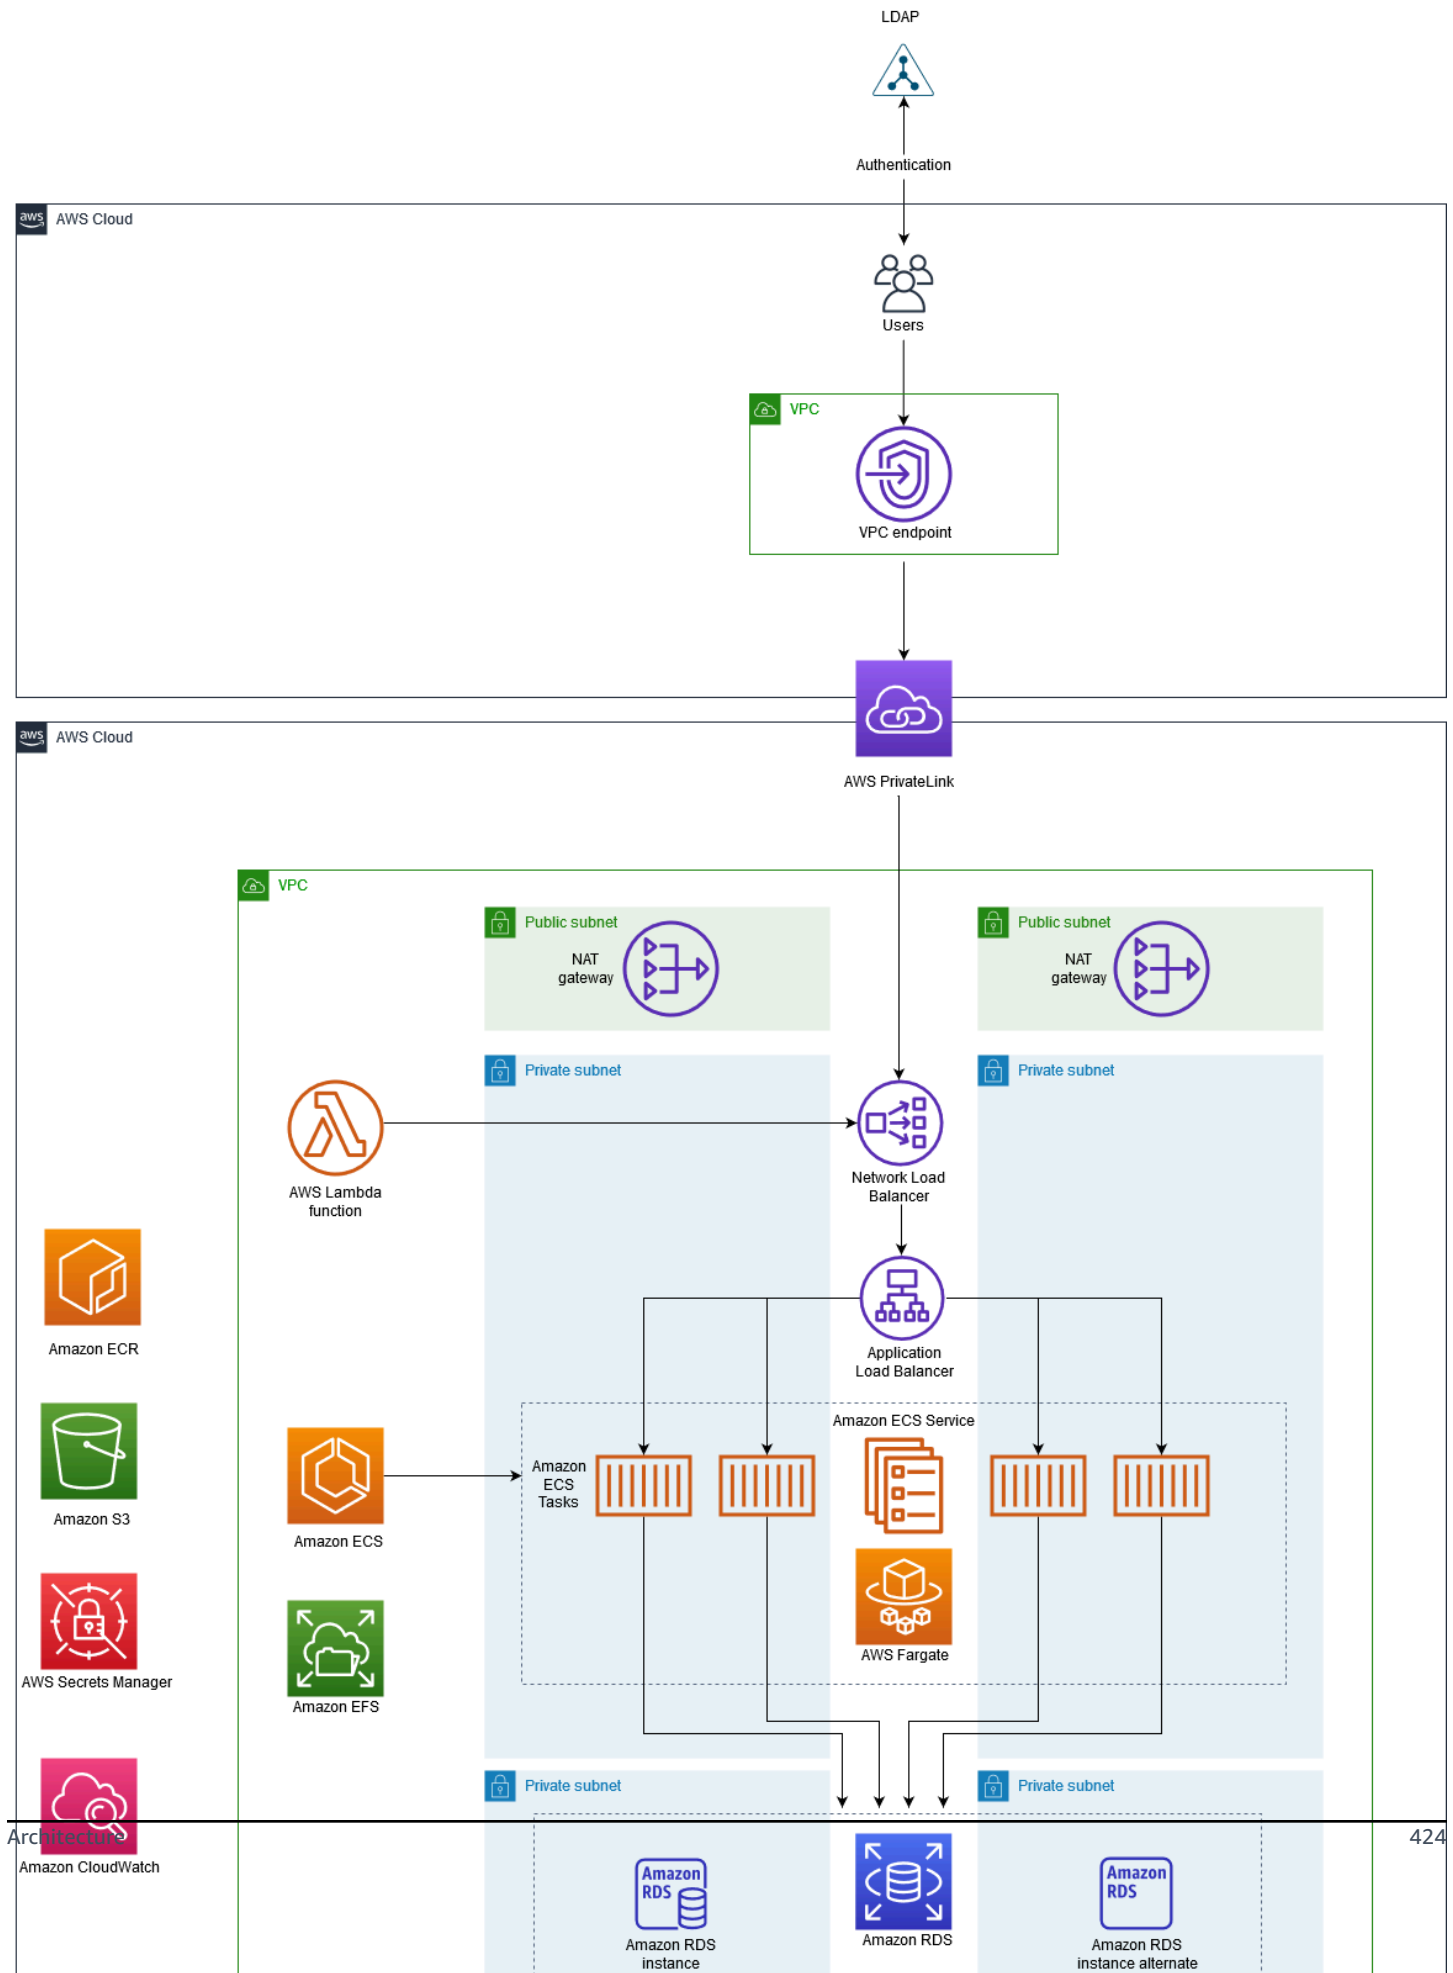 LDAP
Authentication
aws
AWS Cloud
Users
VPC
VPC endpoint
aws
AWS Cloud
AWS PrivateLink
VPC
Public subnet
NAT
gateway
Public subnet
NAT
gateway
Private subnet
Private subnet
AWS Lambda
function
Network Load
Balancer
Amazon ECR
Application
Load Balancer
Amazon S3
Amazon ECS Service
Amazon
ECS
Tasks
Amazon ECS
AWS Fargate
AWS Secrets Manager
Amazon EFS
Private subnet
Private subnet
Architecture
424
Amazon CloudWatch
Amazon
RDS
Amazon RDS
instance
Amazon RDS
Amazon
RDS
Amazon RDS
instance alternate